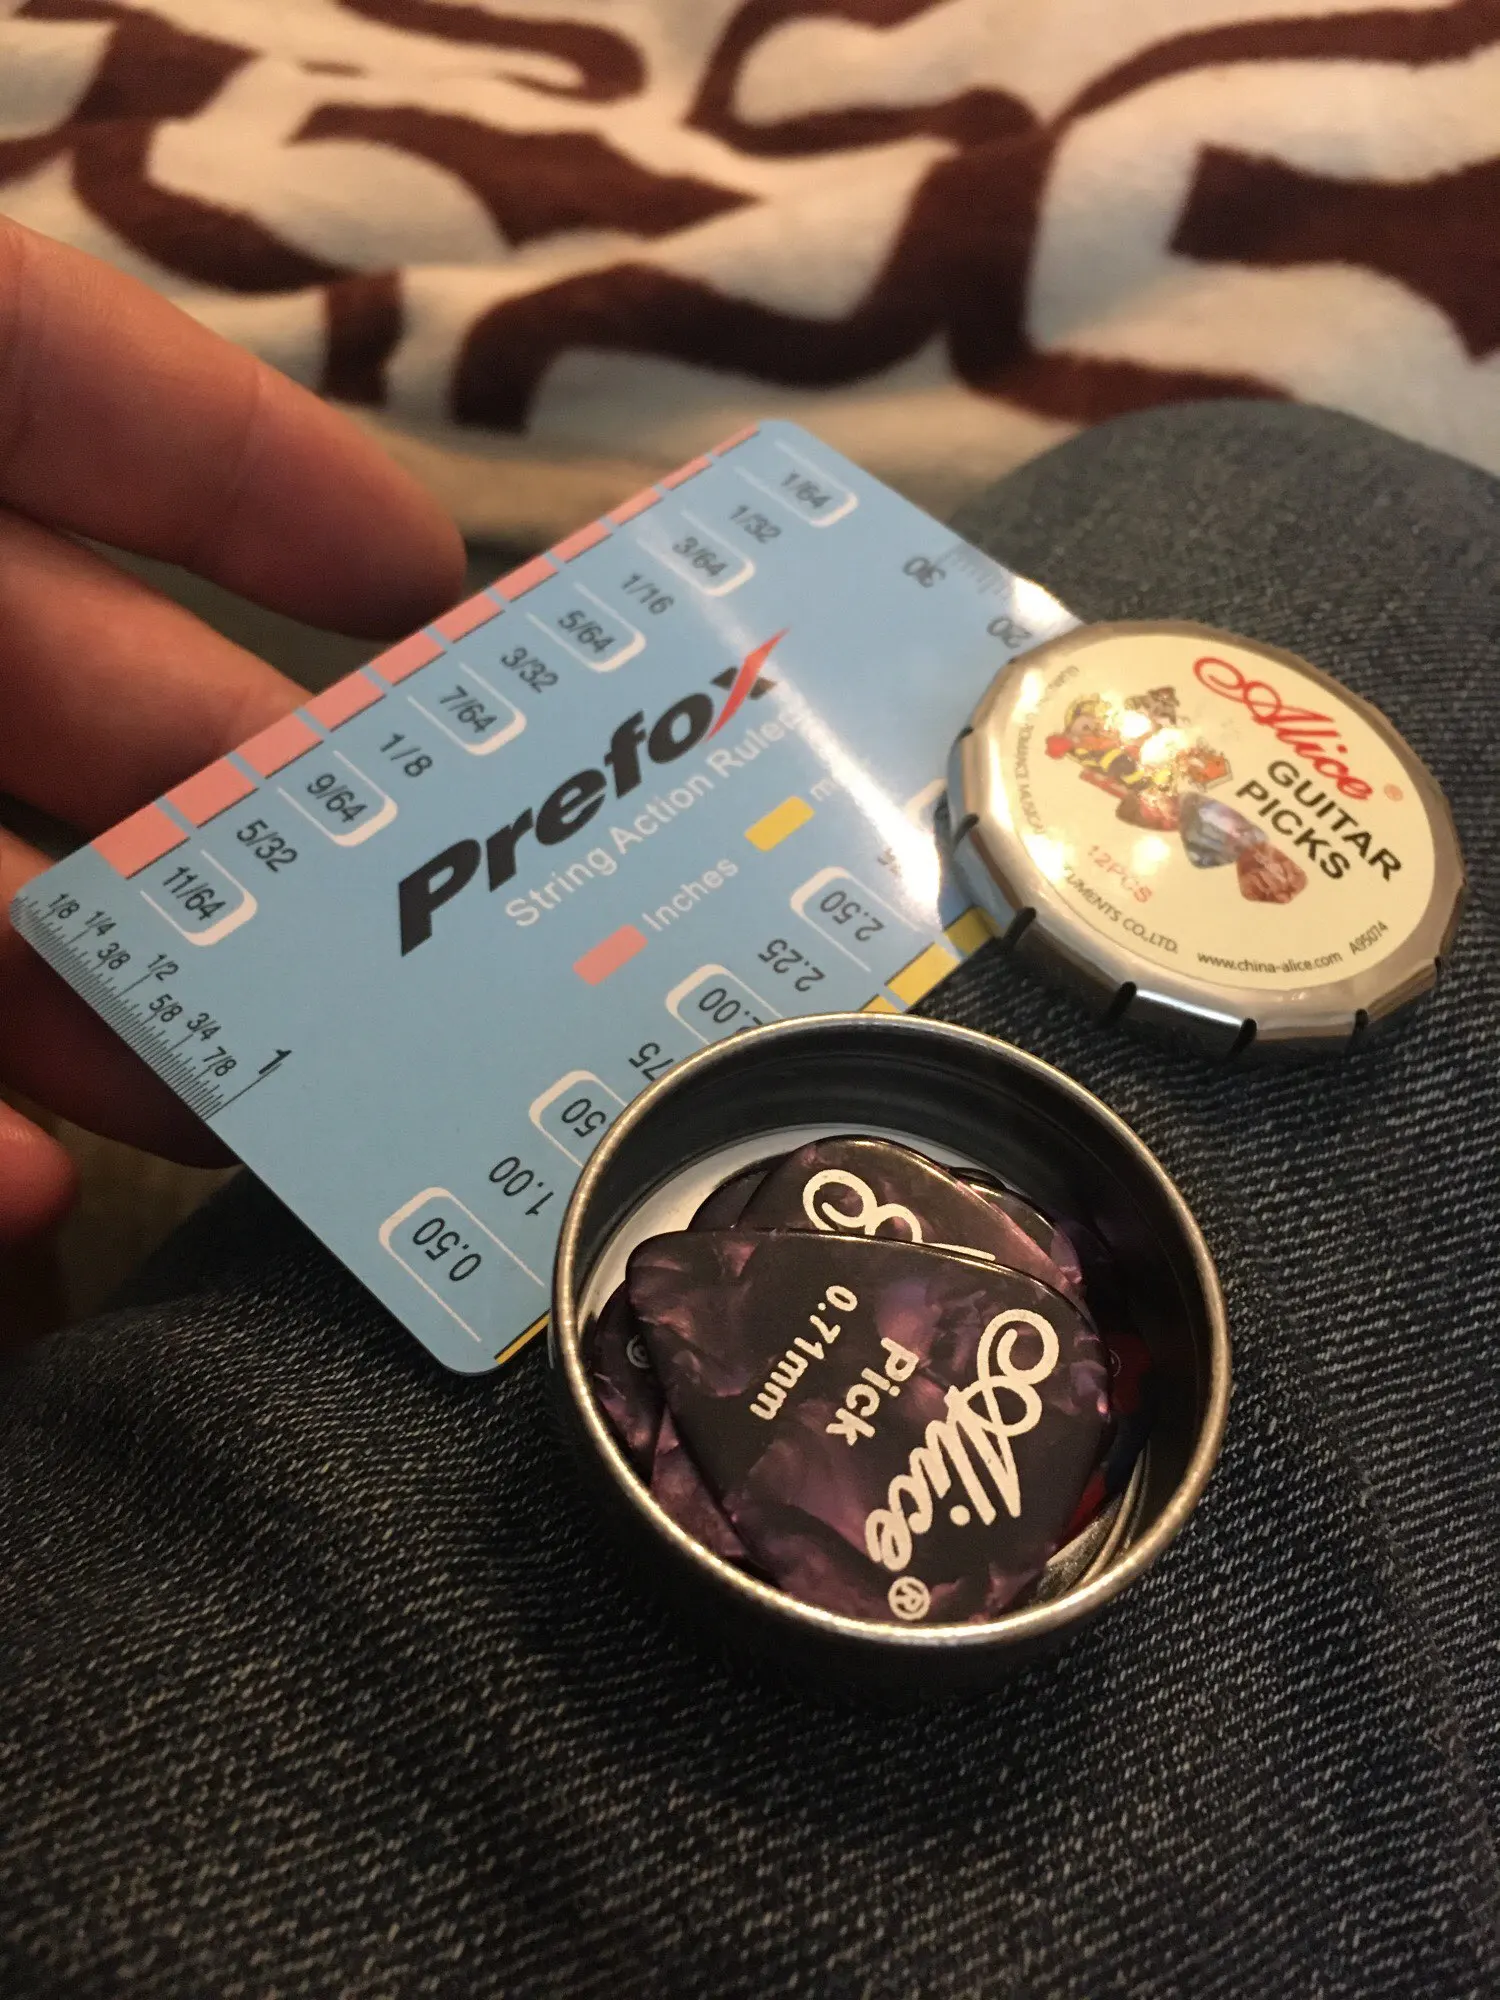 1/64
1/32
3/64
1/16
5/64
3/32
7/64
1/8
9/64
5/32
11/64
Prefox
String Action Ruler
Inches
30
20
1/8 1/4 3/8 1/2 5/8 3/4 7/8 1
2.50
2.25
1.00
0.50
Alice®
GUITAR
PICKS
12PCS
www.china-alice.com A95014
CO.,LTD.
Alice®
Pick
0.71mm